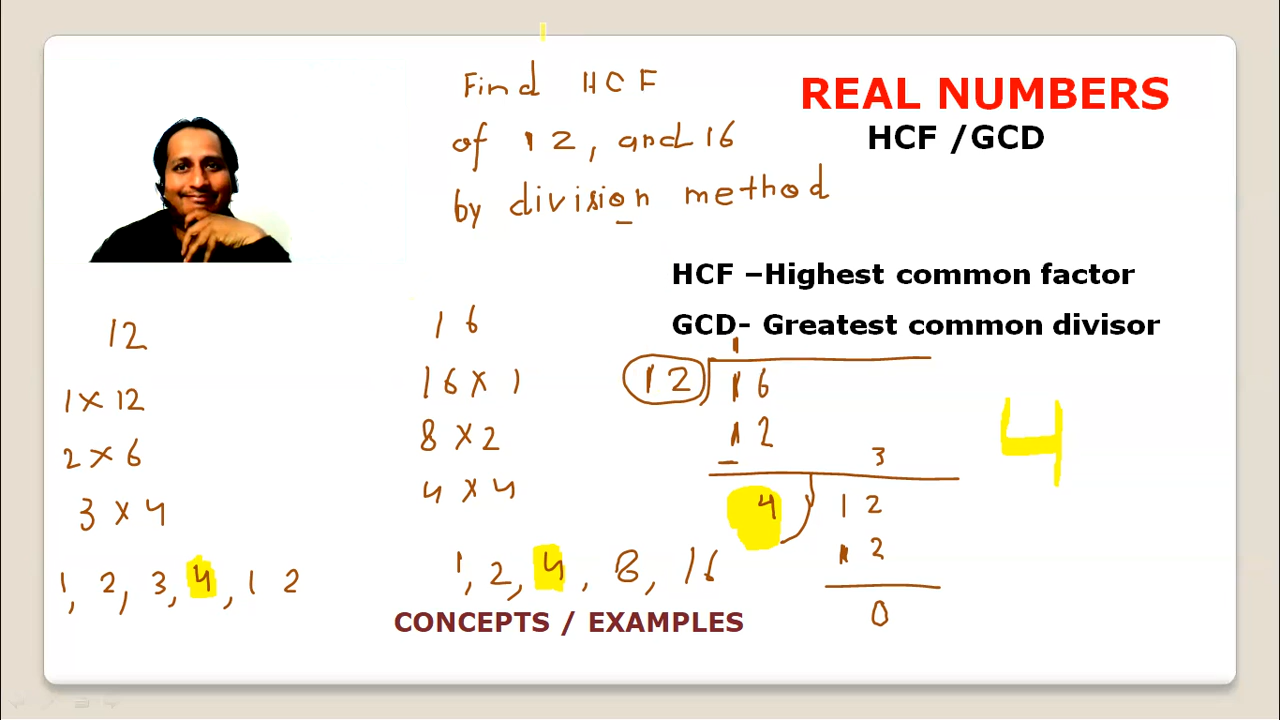 Find HCF
of 12, and 16
by division method
REAL NUMBERS
HCF /GCD
HCF –Highest common factor
GCD- Greatest common divisor
12
1 x 12
2 x 6
3 x 4
1, 2, 3, 4, 12
16
16 x 1
8 x 2
4 x 4
1, 2, 4, 8, 16
1
12 16
12
3
4 12
12
0
4
CONCEPTS / EXAMPLES